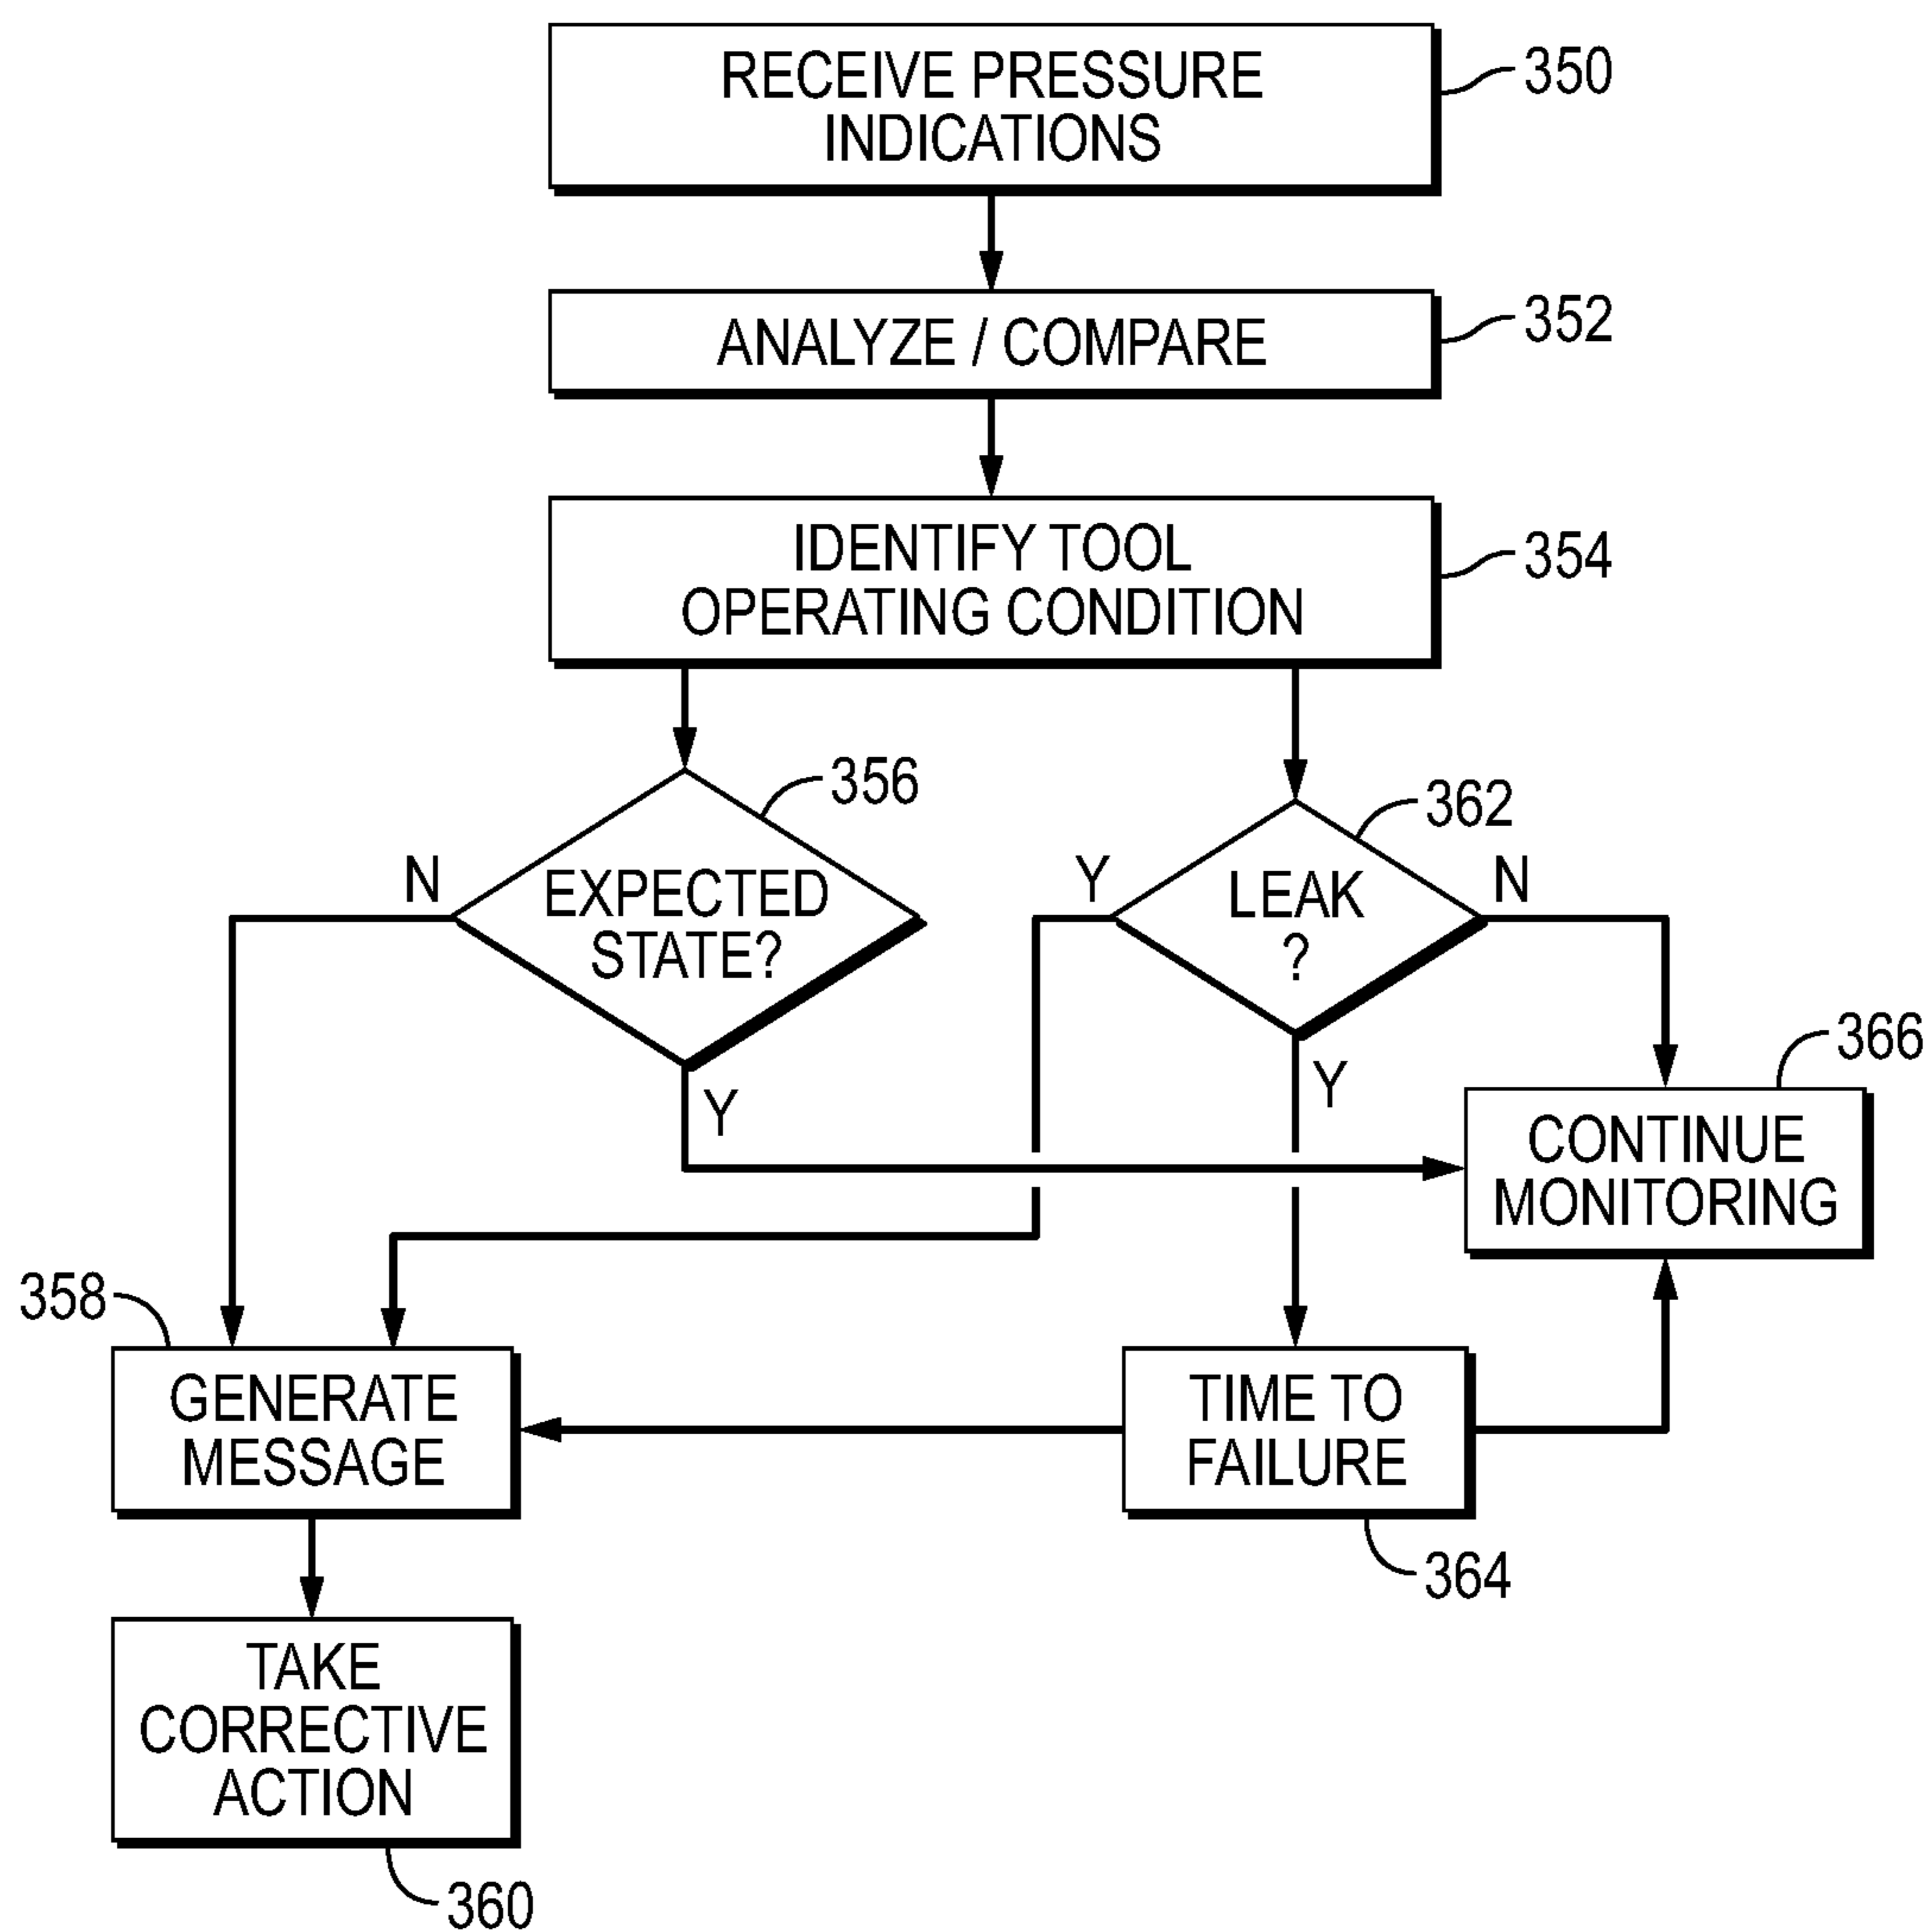 RECEIVE PRESSURE
INDICATIONS
350
ANALYZE / COMPARE
352
IDENTIFY TOOL
OPERATING CONDITION
354
356
362
N
EXPECTED
STATE?
Y
LEAK
?
N
Y
Y
366
CONTINUE
MONITORING
358
GENERATE
MESSAGE
TIME TO
FAILURE
364
TAKE
CORRECTIVE
ACTION
360